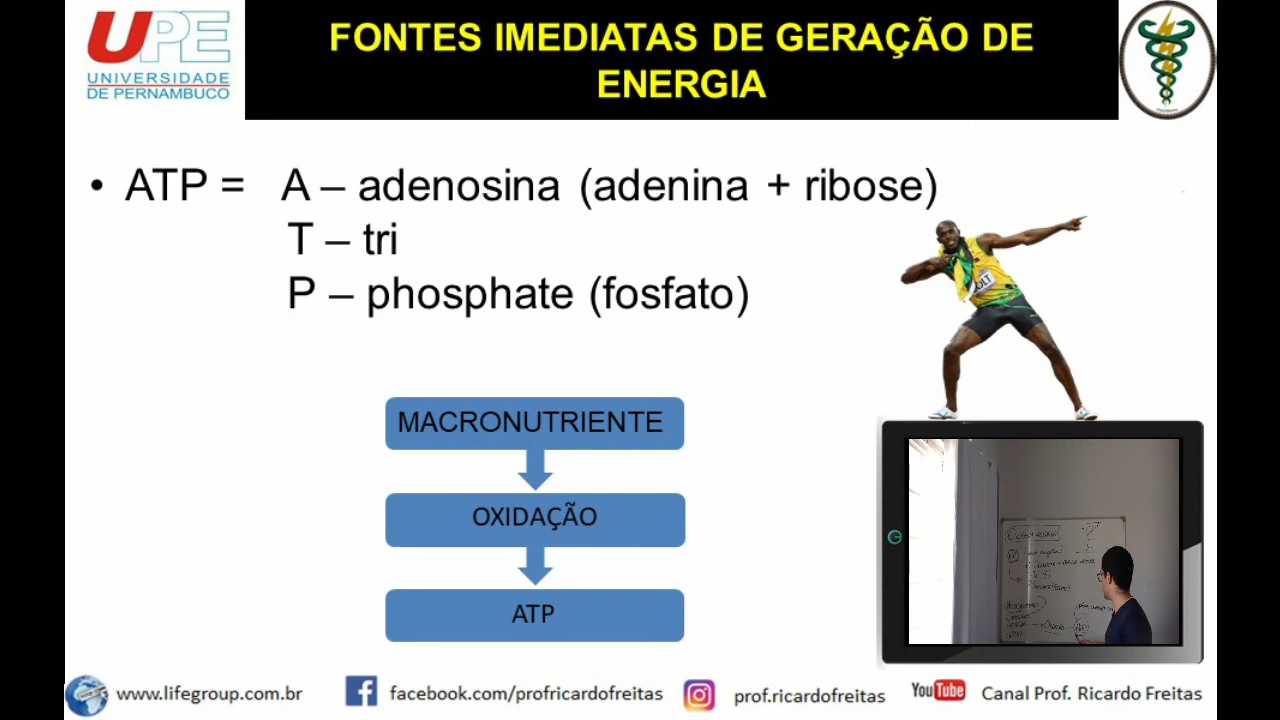 UPE
UNIVERSIDADE
DE PERNAMBUCO
FONTES IMEDIATAS DE GERAÇÃO DE
ENERGIA
• ATP = A – adenosina (adenina + ribose)
T – tri
P – phosphate (fosfato)
BOLT
MACRONUTRIENTE
OXIDAÇÃO
ATP
www.lifegroup.com.br
facebook.com/profricardofreitas
prof.ricardofreitas
YouTube
Canal Prof. Ricardo Freitas